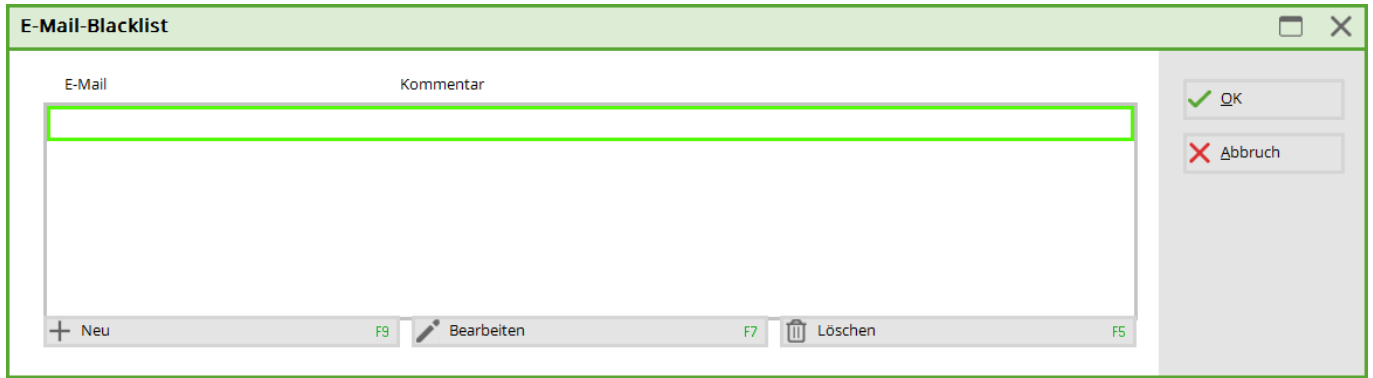 E-Mail-Blacklist
E-Mail Kommentar
OK
Abbruch
Neu F9 Bearbeiten F7 Löschen F5